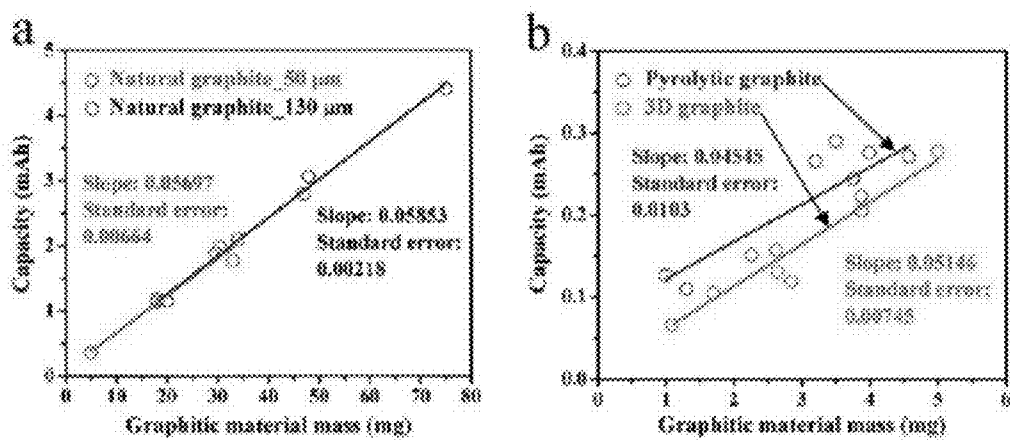 a
5
4
3
2
1
0
Capacity (mAh)
Natural graphite_50 μm
Natural graphite_130 μm
Slope: 0.05697
Standard error:
0.00664
Slope: 0.05853
Standard error:
0.00218
0 10 20 30 40 50 60 70 80
Graphitic material mass (mg)
b
0.4
0.3
0.2
0.1
0.0
Capacity (mAh)
Pyrolytic graphite
3D graphite
Slope: 0.04545
Standard error:
0.0103
Slope: 0.05146
Standard error:
0.00745
0 1 2 3 4 5 6
Graphitic material mass (mg)